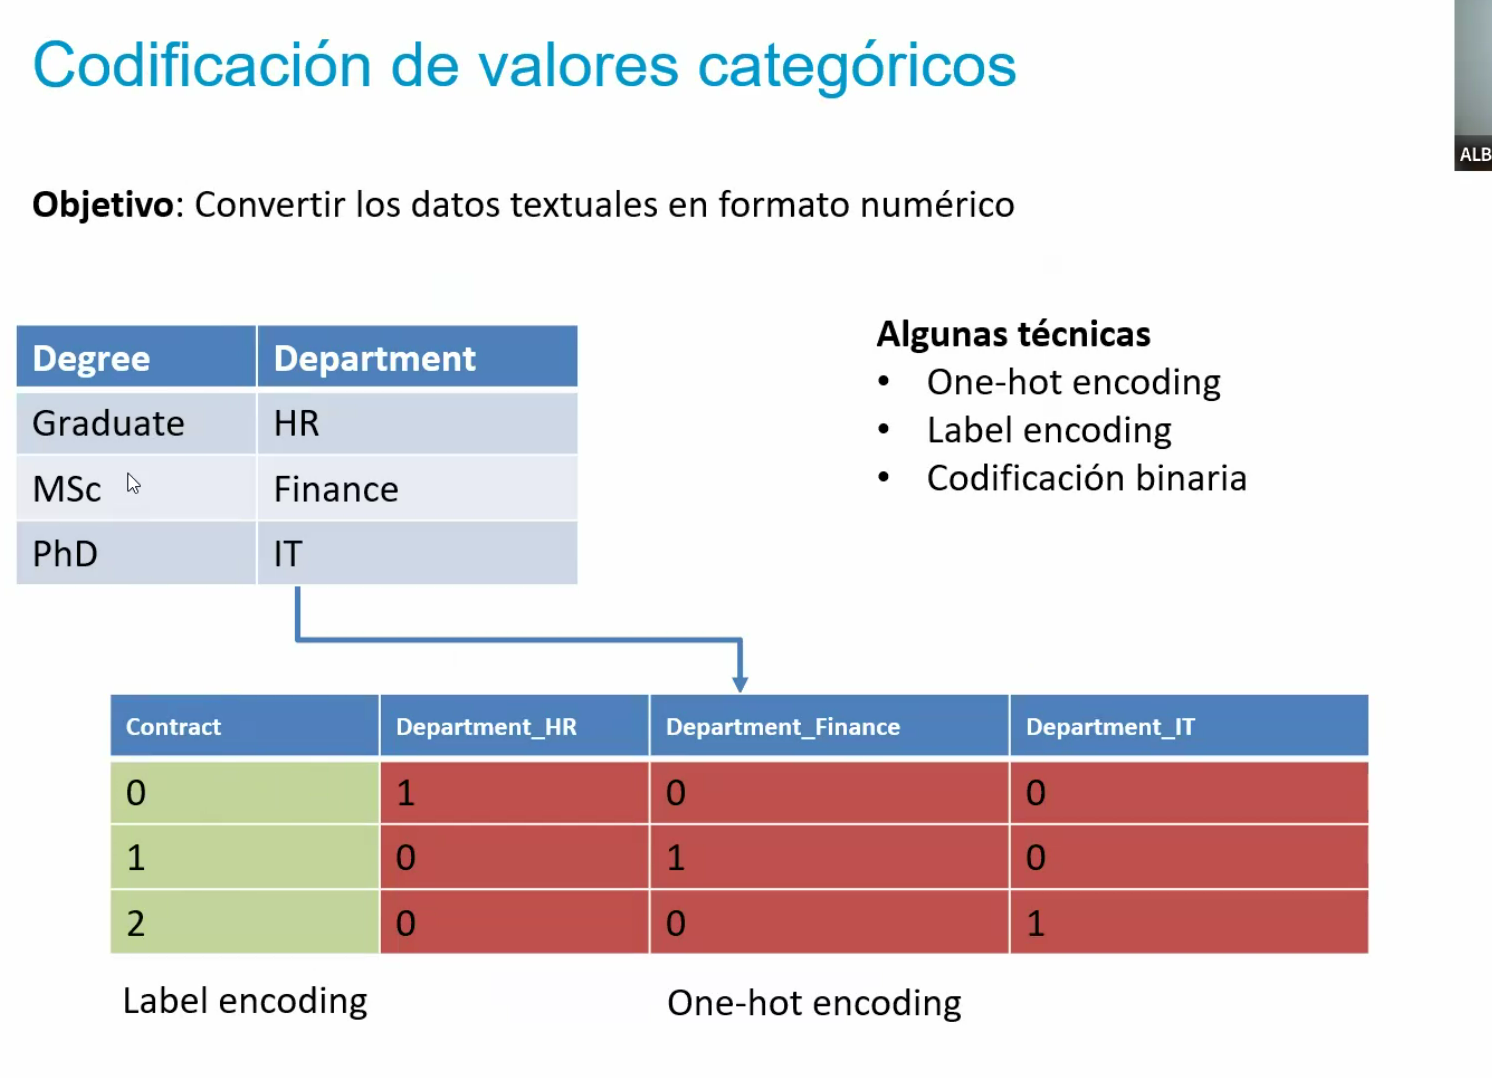 Codificación de valores categóricos
ALB
Objetivo: Convertir los datos textuales en formato numérico
Degree Department
Graduate HR
MSc Finance
PhD IT
Algunas técnicas
• One-hot encoding
• Label encoding
• Codificación binaria
Contract Department_HR Department_Finance Department_IT
0 1 0 0
1 0 1 0
2 0 0 1
Label encoding One-hot encoding